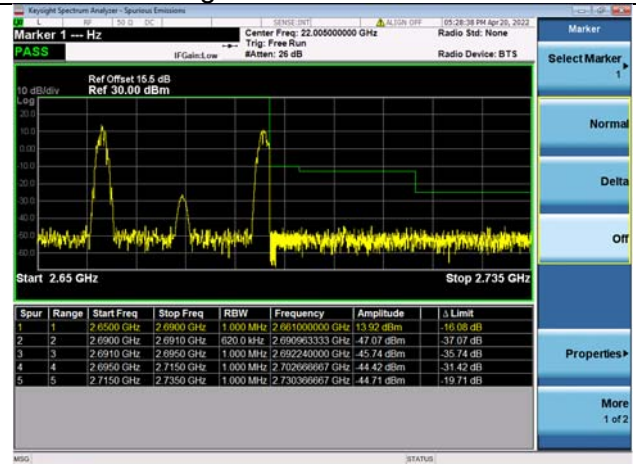 Keysight Spectrum Analyzer - Spurious Emissions
L RF 50 Ω DC SENSE:INT ALIGN OFF 05:28:38 PM Apr 20, 2022
Marker 1 --- Hz
Center Freq: 22.005000000 GHz
Radio Std: None
Trig: Free Run
PASS
IFGain:Low
#Atten: 26 dB
Radio Device: BTS
Ref Offset 15.5 dB
10 dB/div Ref 30.00 dBm
Log
20.0
10.0
0.00
-10.0
-20.0
-30.0
-40.0
-50.0
-60.0
Start 2.65 GHz
Stop 2.735 GHz
Spur Range Start Freq Stop Freq RBW Frequency Amplitude Δ Limit
1 1 2.6500 GHz 2.6900 GHz 1.000 MHz 2.661000000 GHz 13.92 dBm -16.08 dB
2 2 2.6900 GHz 2.6910 GHz 620.0 kHz 2.690963333 GHz -47.07 dBm -37.07 dB
3 3 2.6910 GHz 2.6950 GHz 1.000 MHz 2.692240000 GHz -45.74 dBm -35.74 dB
4 4 2.6950 GHz 2.7150 GHz 1.000 MHz 2.702666667 GHz -44.42 dBm -31.42 dB
5 5 2.7150 GHz 2.7350 GHz 1.000 MHz 2.730366667 GHz -44.71 dBm -19.71 dB
MSG
STATUS
Marker
Select Marker
1
Normal
Delta
Off
Properties
More
1 of 2